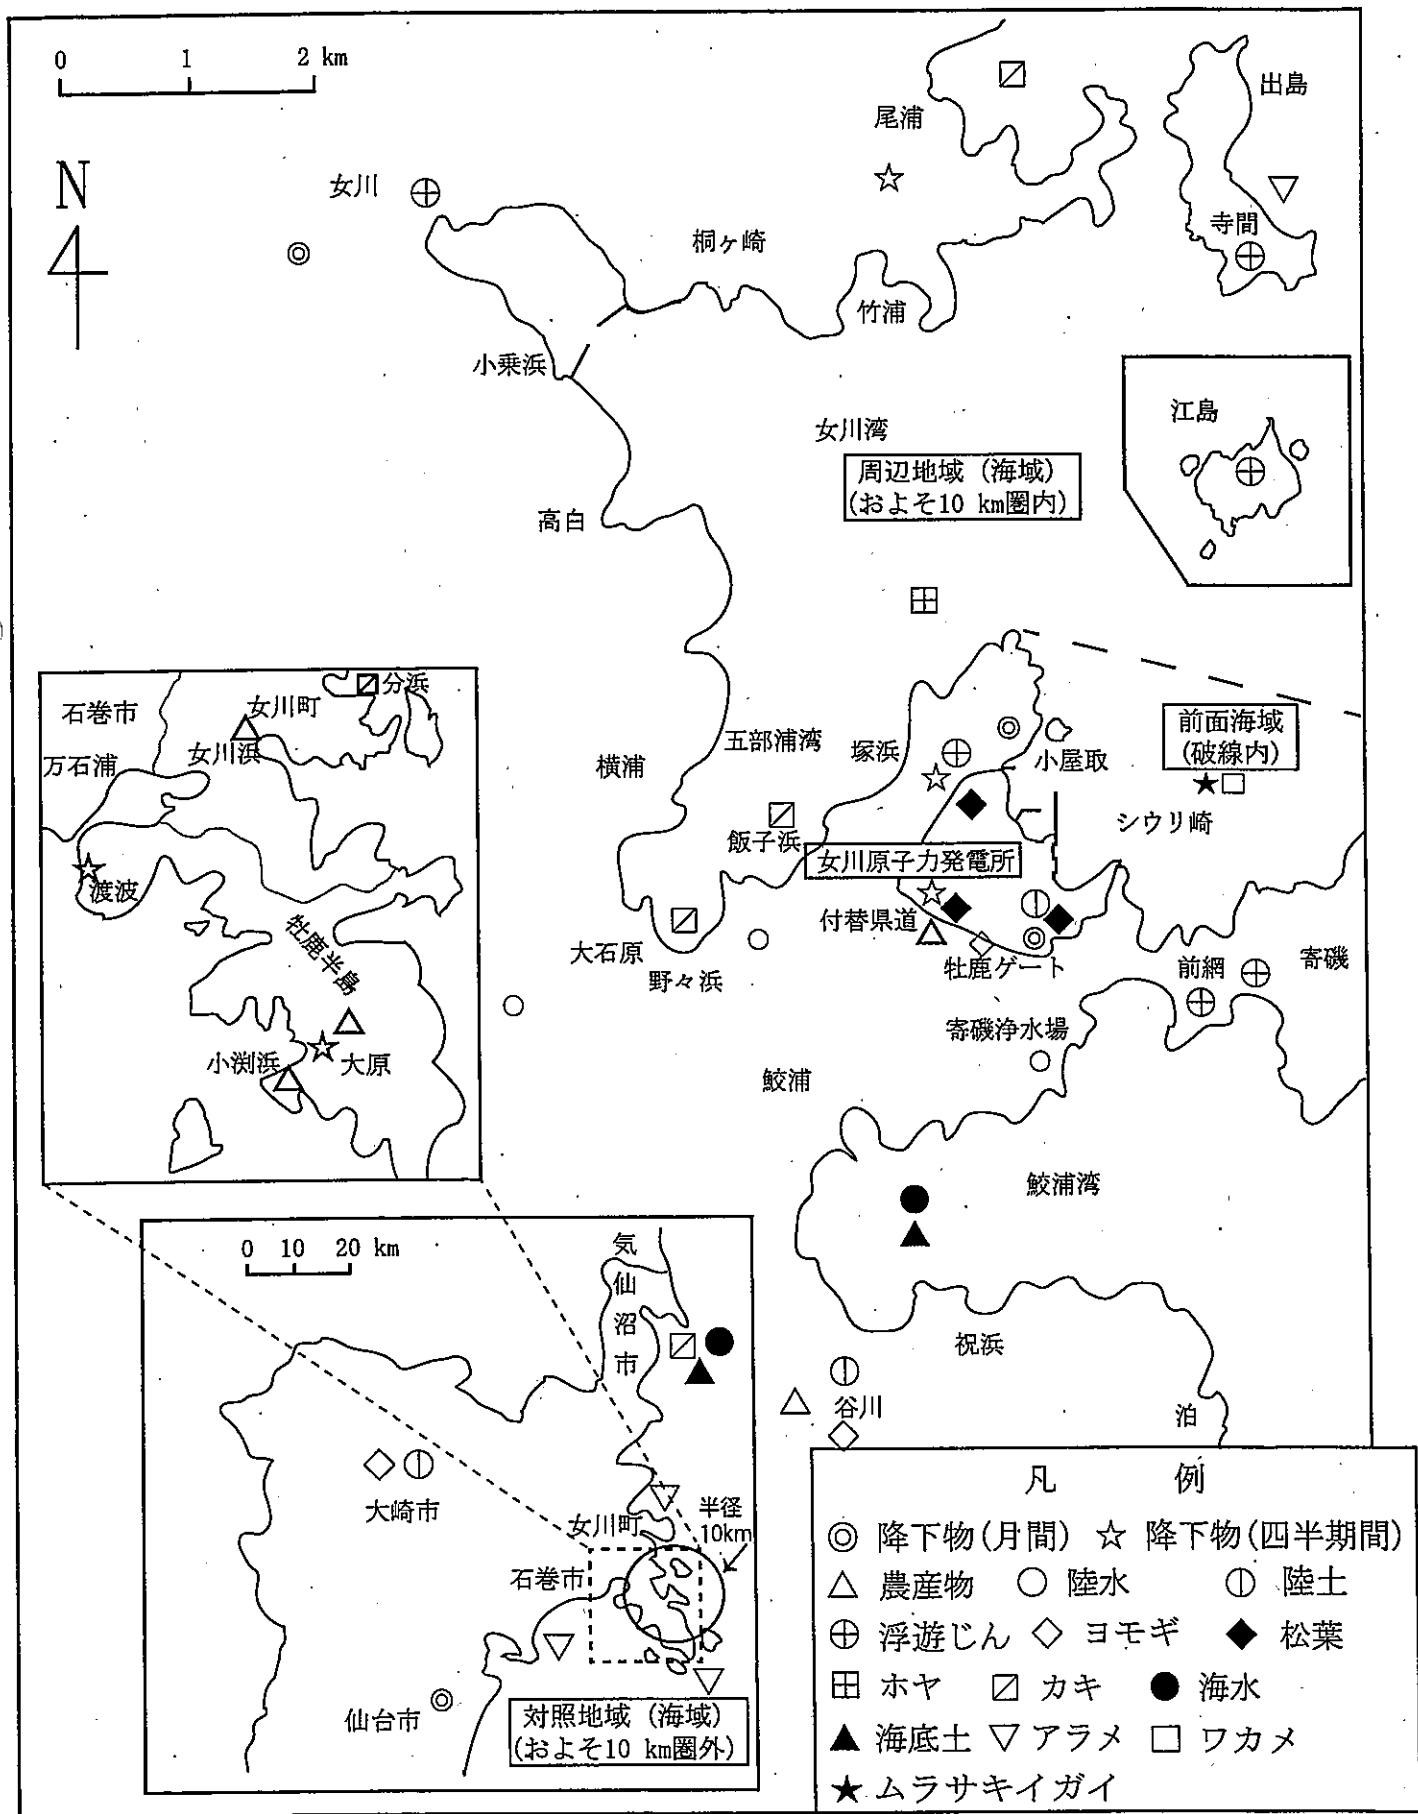 0 1 2 km
出島
尾浦
N
女川
寺間
桐ヶ崎
竹浦
小乗浜
江島
女川湾
周辺地域(海域)
(およそ10 km圏内)
高白
分浜
石巻市
女川町
女川浜
万石浦
渡波
牡鹿半島
小渕浜
大原
前面海域
(破線内)
五部浦湾
塚浜
小屋取
横浦
シウリ崎
飯子浜
女川原子力発電所
付替県道
大石原
野々浜
牡鹿ゲート
前網
寄磯
寄磯浄水場
鮫浦
鮫浦湾
0 10 20 km
気仙沼市
祝浜
谷川
泊
大崎市
半径
10km
女川町
石巻市
仙台市
対照地域(海域)
(およそ10 km圏外)
凡 例
◎ 降下物(月間) ☆ 降下物(四半期間)
△ 農産物 ○ 陸水 ⦶ 陸土
⊕ 浮遊じん ◇ ヨモギ ◆ 松葉
⊞ ホヤ ⧄ カキ ● 海水
▲ 海底土 ▽ アラメ □ ワカメ
★ ムラサキイガイ